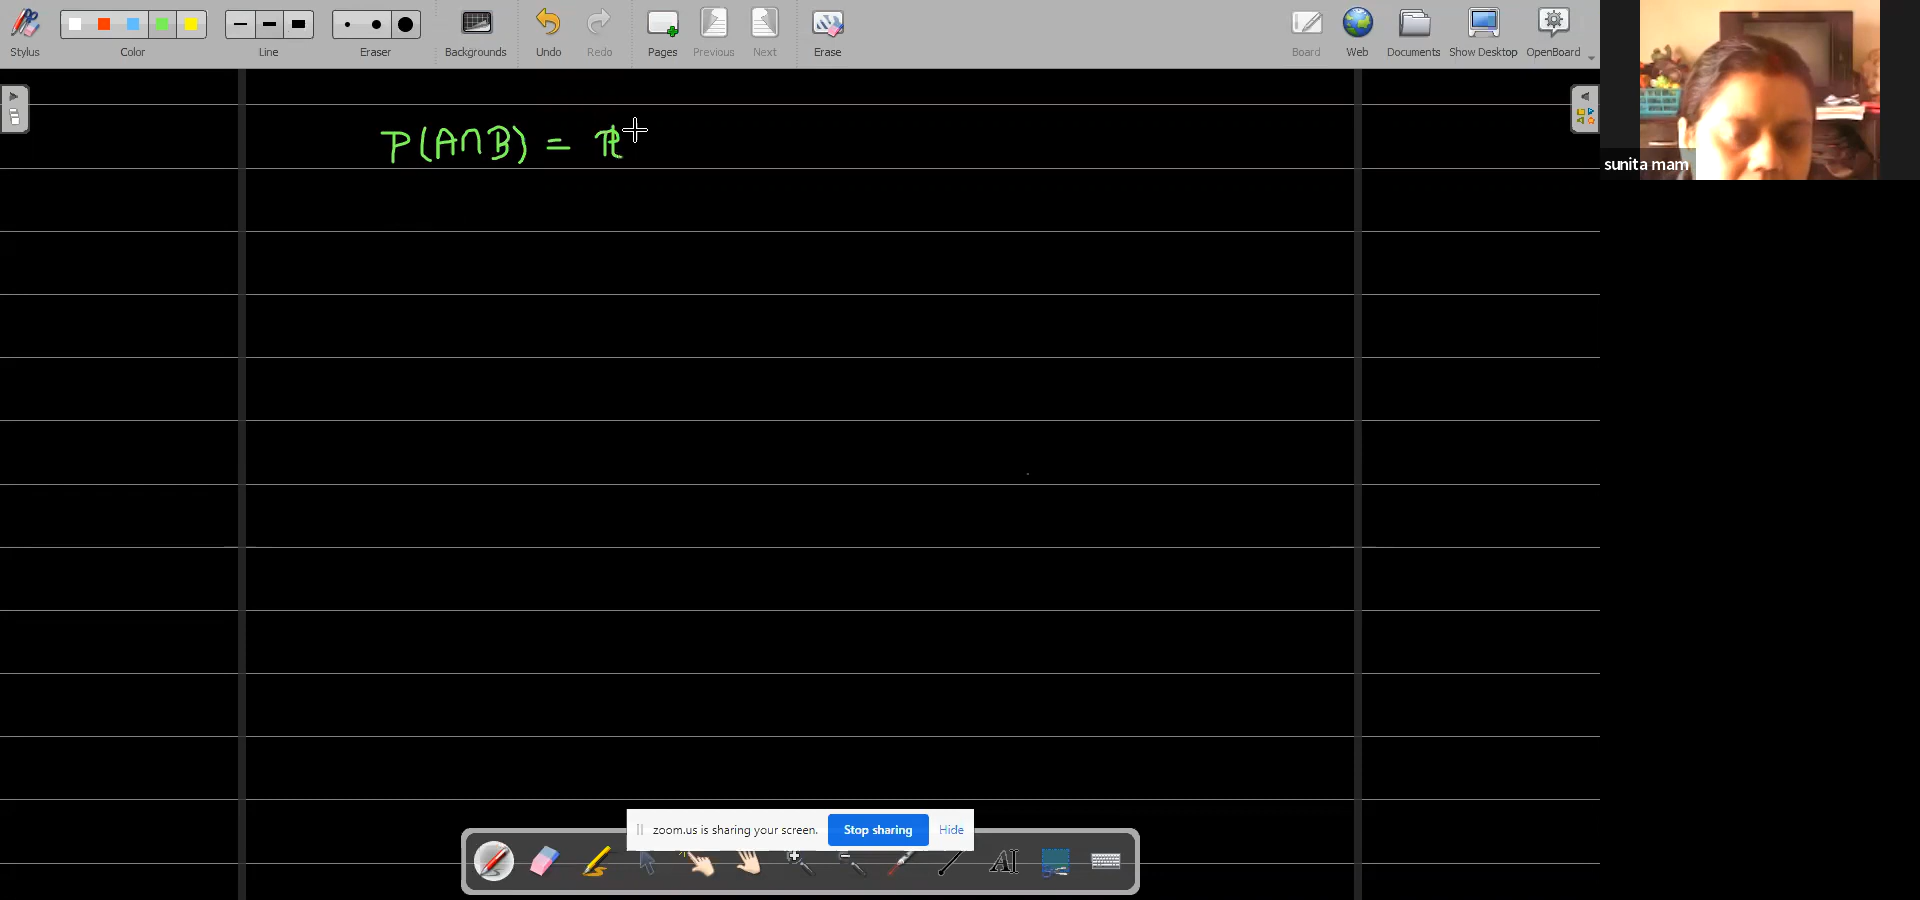 Stylus
Color
Line
Eraser
Backgrounds
Undo
Redo
Pages
Previous
Next
Erase
Board
Web
Documents
Show Desktop
OpenBoard
P(A∩B) =
sunita mam
zoom.us is sharing your screen.
Stop sharing
Hide
AI